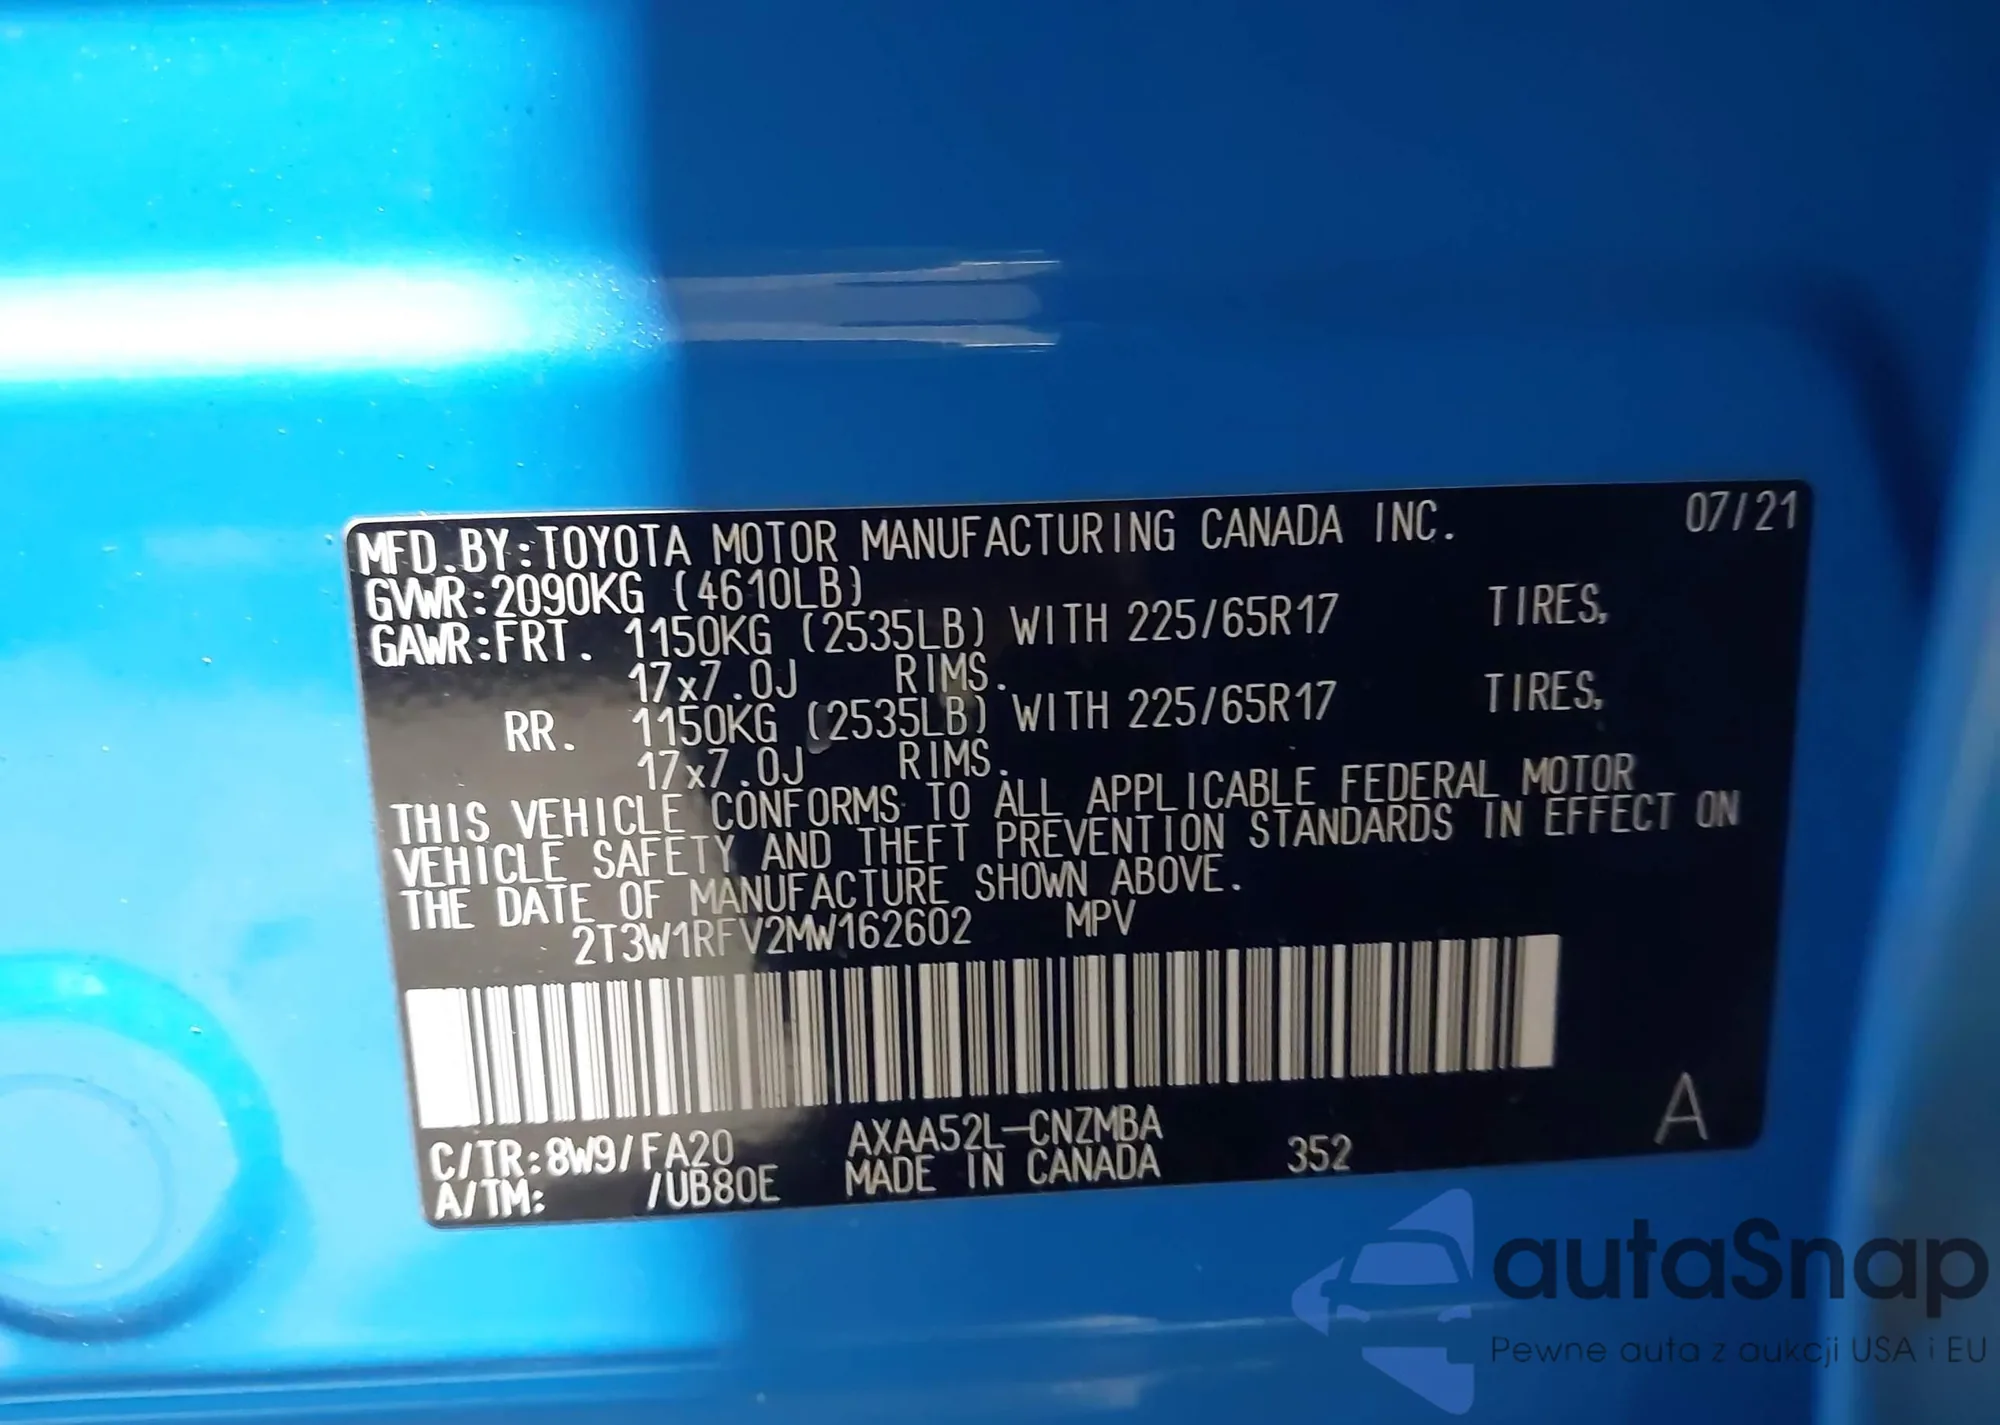 MFD.BY:TOYOTA MOTOR MANUFACTURING CANADA INC. 07/21
GVWR:2090KG (4610LB)
GAWR:FRT. 1150KG (2535LB) WITH 225/65R17 TIRES,
17x7.0J RIMS.
RR. 1150KG (2535LB) WITH 225/65R17 TIRES,
17x7.0J RIMS.
THIS VEHICLE CONFORMS TO ALL APPLICABLE FEDERAL MOTOR
VEHICLE SAFETY AND THEFT PREVENTION STANDARDS IN EFFECT ON
THE DATE OF MANUFACTURE SHOWN ABOVE.
2T3W1RFV2MW162602 MPV
C/TR:8W9/FA20 AXAA52L-CNZMBA
A/TM: /UB80E MADE IN CANADA 352 A
autaSnap
Pewne auta z aukcji USA i EU